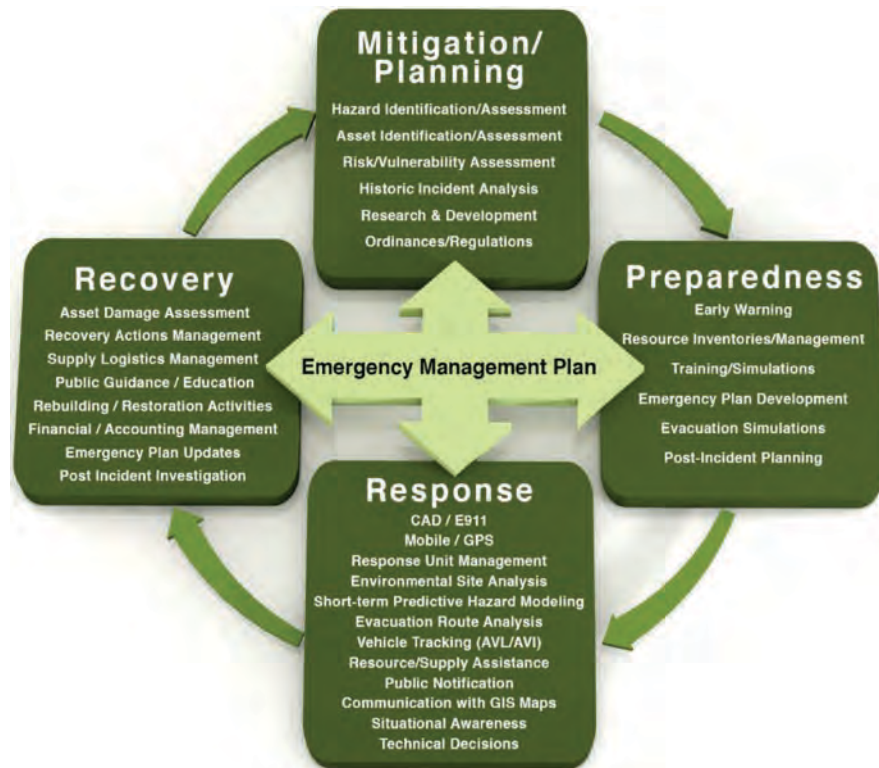 Mitigation/
Planning
Hazard Identification/Assessment
Asset Identification/Assessment
Risk/Vulnerability Assessment
Historic Incident Analysis
Research & Development
Ordinances/Regulations
Preparedness
Early Warning
Resource Inventories/Management
Training/Simulations
Emergency Plan Development
Evacuation Simulations
Post-Incident Planning
Emergency Management Plan
Response
CAD / E911
Mobile / GPS
Response Unit Management
Environmental Site Analysis
Short-term Predictive Hazard Modeling
Evacuation Route Analysis
Vehicle Tracking (AVL/AVI)
Resource/Supply Assistance
Public Notification
Communication with GIS Maps
Situational Awareness
Technical Decisions
Recovery
Asset Damage Assessment
Recovery Actions Management
Supply Logistics Management
Public Guidance / Education
Rebuilding / Restoration Activities
Financial / Accounting Management
Emergency Plan Updates
Post Incident Investigation